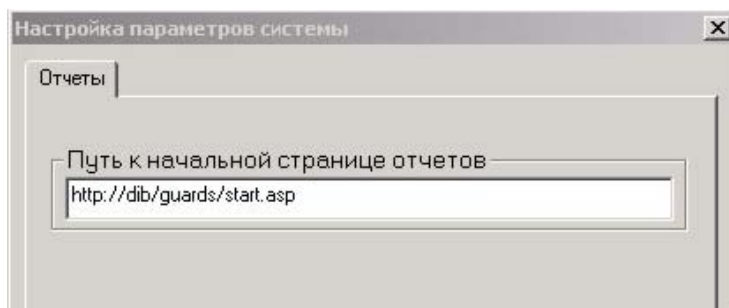 Настройка параметров системы
Отчеты
Путь к начальной странице отчетов
http://dib/guards/start.asp